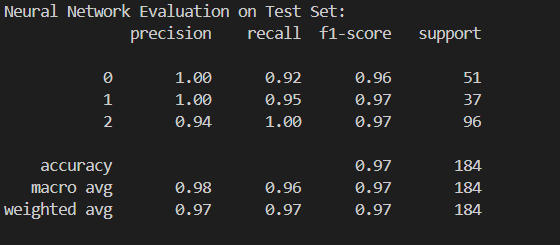 Neural Network Evaluation on Test Set:
precision recall f1-score support
0 1.00 0.92 0.96 51
1 1.00 0.95 0.97 37
2 0.94 1.00 0.97 96
accuracy 0.97 184
macro avg 0.98 0.96 0.97 184
weighted avg 0.97 0.97 0.97 184